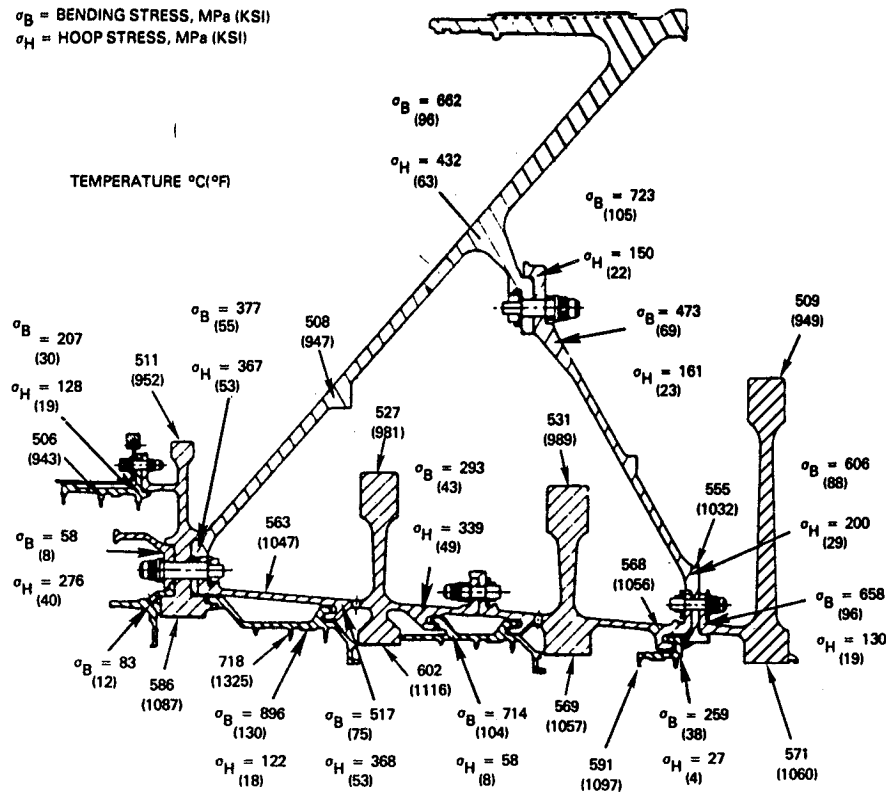 σB = BENDING STRESS, MPa (KSI)
σH = HOOP STRESS, MPa (KSI)
TEMPERATURE °C(°F)
σB = 662
(96)
σH = 432
(63)
σB = 723
(105)
σH = 150
(22)
σB = 473
(69)
σH = 161
(23)
509
(949)
σB = 377
(55)
σH = 367
(53)
508
(947)
σB = 207
(30)
σH = 128
(19)
511
(952)
506
(943)
527
(981)
531
(989)
σB = 293
(43)
σH = 339
(49)
σB = 606
(88)
σH = 200
(29)
555
(1032)
σB = 58
(8)
σH = 276
(40)
563
(1047)
568
(1056)
σB = 658
(96)
σH = 130
(19)
σB = 83
(12)
586
(1087)
718
(1325)
602
(1116)
569
(1057)
σB = 896
(130)
σH = 122
(18)
σB = 517
(75)
σH = 368
(53)
σB = 714
(104)
σH = 58
(8)
591
(1097)
σB = 259
(38)
σH = 27
(4)
571
(1060)